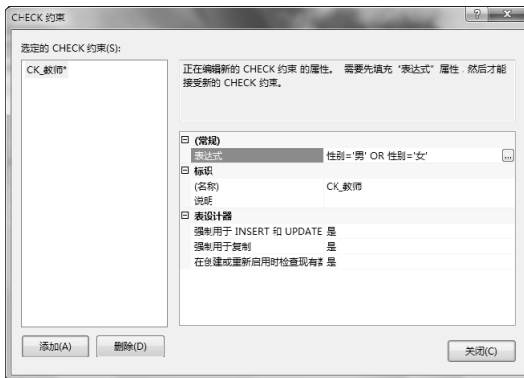 CHECK 约束
选定的 CHECK 约束(S):
CK_教师*
正在编辑新的 CHECK 约束 的属性。 需要先填充“表达式”属性，然后才能
接受新的 CHECK 约束。
(常规)
表达式 性别='男' OR 性别='女' ...
标识
(名称) CK_教师
说明
表设计器
强制用于 INSERT 和 UPDATE 是
强制用于复制 是
在创建或重新启用时检查现有 是
添加(A) 删除(D)
关闭(C)